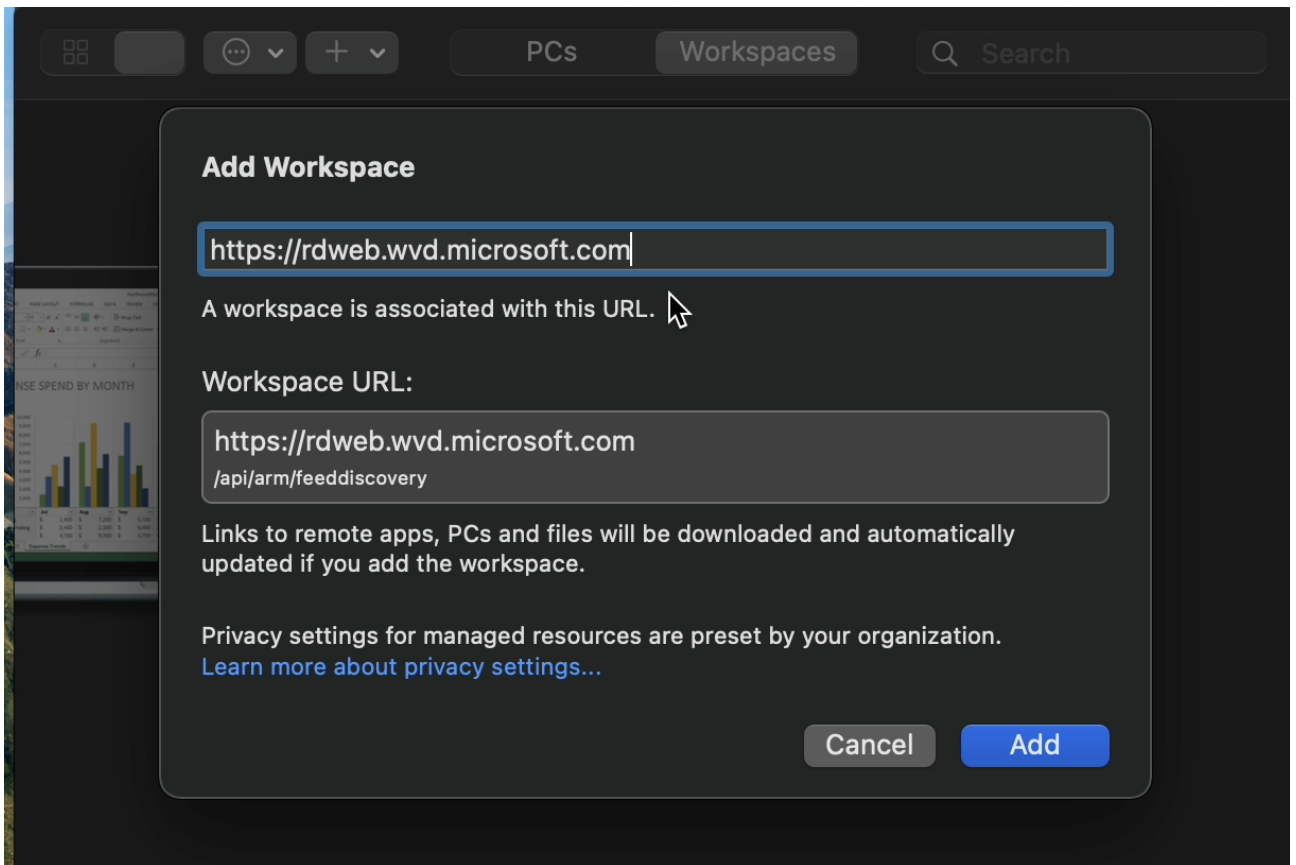 PCs
Workspaces
Search
Add Workspace
https://rdweb.wvd.microsoft.com
A workspace is associated with this URL.
Workspace URL:
https://rdweb.wvd.microsoft.com
/api/arm/feeddiscovery
Links to remote apps, PCs and files will be downloaded and automatically
updated if you add the workspace.
Privacy settings for managed resources are preset by your organization.
Learn more about privacy settings...
Cancel
Add
NSE SPEND BY MONTH